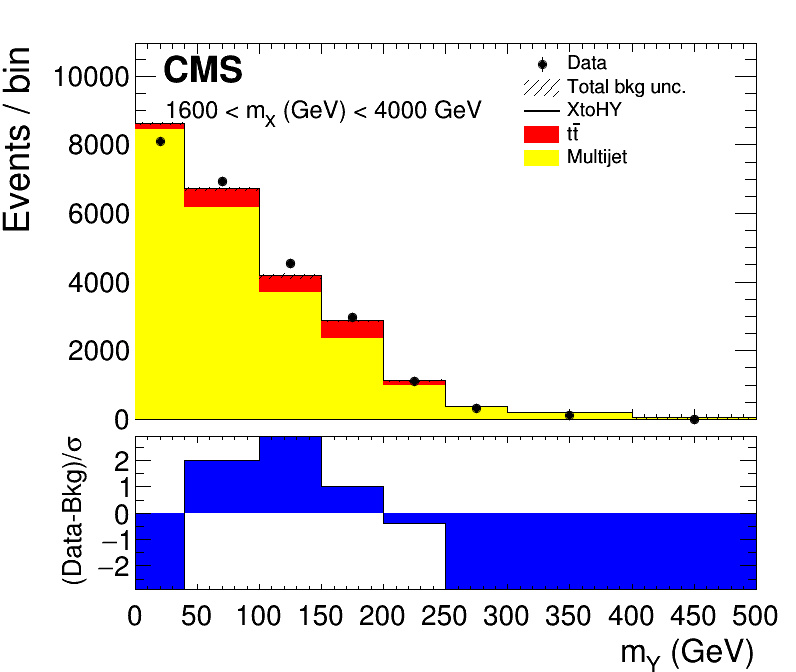 CMS
1600 < m_X (GeV) < 4000 GeV
Data
Total bkg unc.
XtoHY
tt̄
Multijet
Events / bin
10000
8000
6000
4000
2000
0
(Data-Bkg)/σ
2
1
0
−1
−2
0 50 100 150 200 250 300 350 400 450 500
m_Y (GeV)